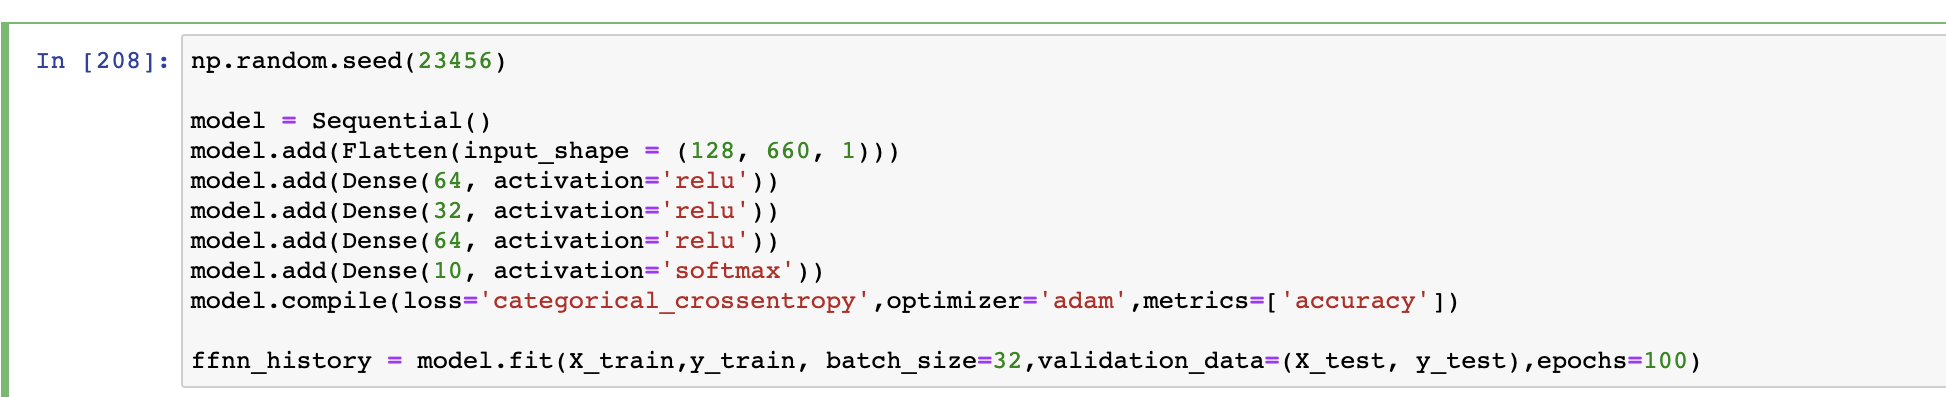 In [208]: np.random.seed(23456)
model = Sequential()
model.add(Flatten(input_shape = (128, 660, 1)))
model.add(Dense(64, activation='relu'))
model.add(Dense(32, activation='relu'))
model.add(Dense(64, activation='relu'))
model.add(Dense(10, activation='softmax'))
model.compile(loss='categorical_crossentropy',optimizer='adam',metrics=['accuracy'])
ffnn_history = model.fit(X_train,y_train, batch_size=32,validation_data=(X_test, y_test),epochs=100)